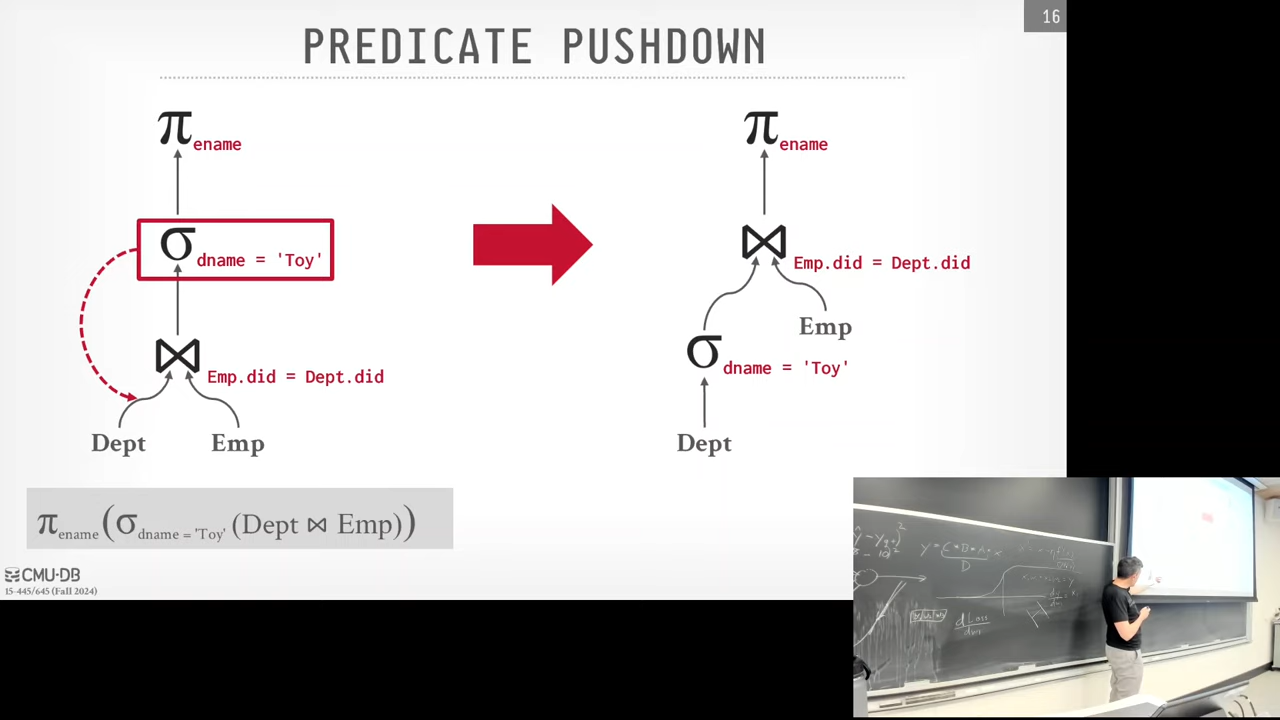 16
PREDICATE PUSHDOWN
π ename
σ dname = 'Toy'
⋈ Emp.did = Dept.did
Dept Emp
π ename
⋈ Emp.did = Dept.did
Emp
σ dname = 'Toy'
Dept
π ename (σ dname = 'Toy' (Dept ⋈ Emp))
CMU·DB
15-445/645 (Fall 2024)
d Loss